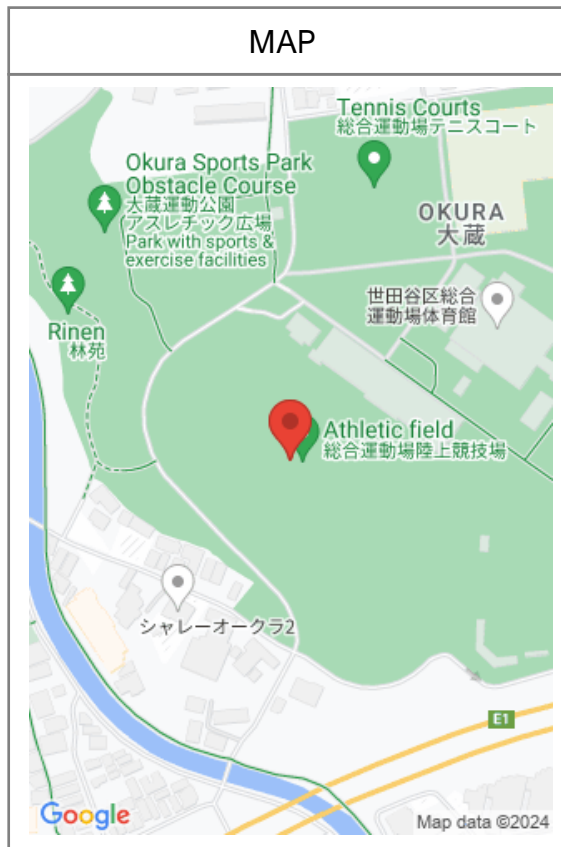 MAP
Tennis Courts
総合運動場テニスコート
Okura Sports Park
Obstacle Course
大蔵運動公園
アスレチック広場
Park with sports &
exercise facilities
OKURA
大蔵
世田谷区総合
運動場体育館
Rinen
林苑
Athletic field
総合運動場陸上競技場
シャレーオークラ2
E1
Google
Map data ©2024